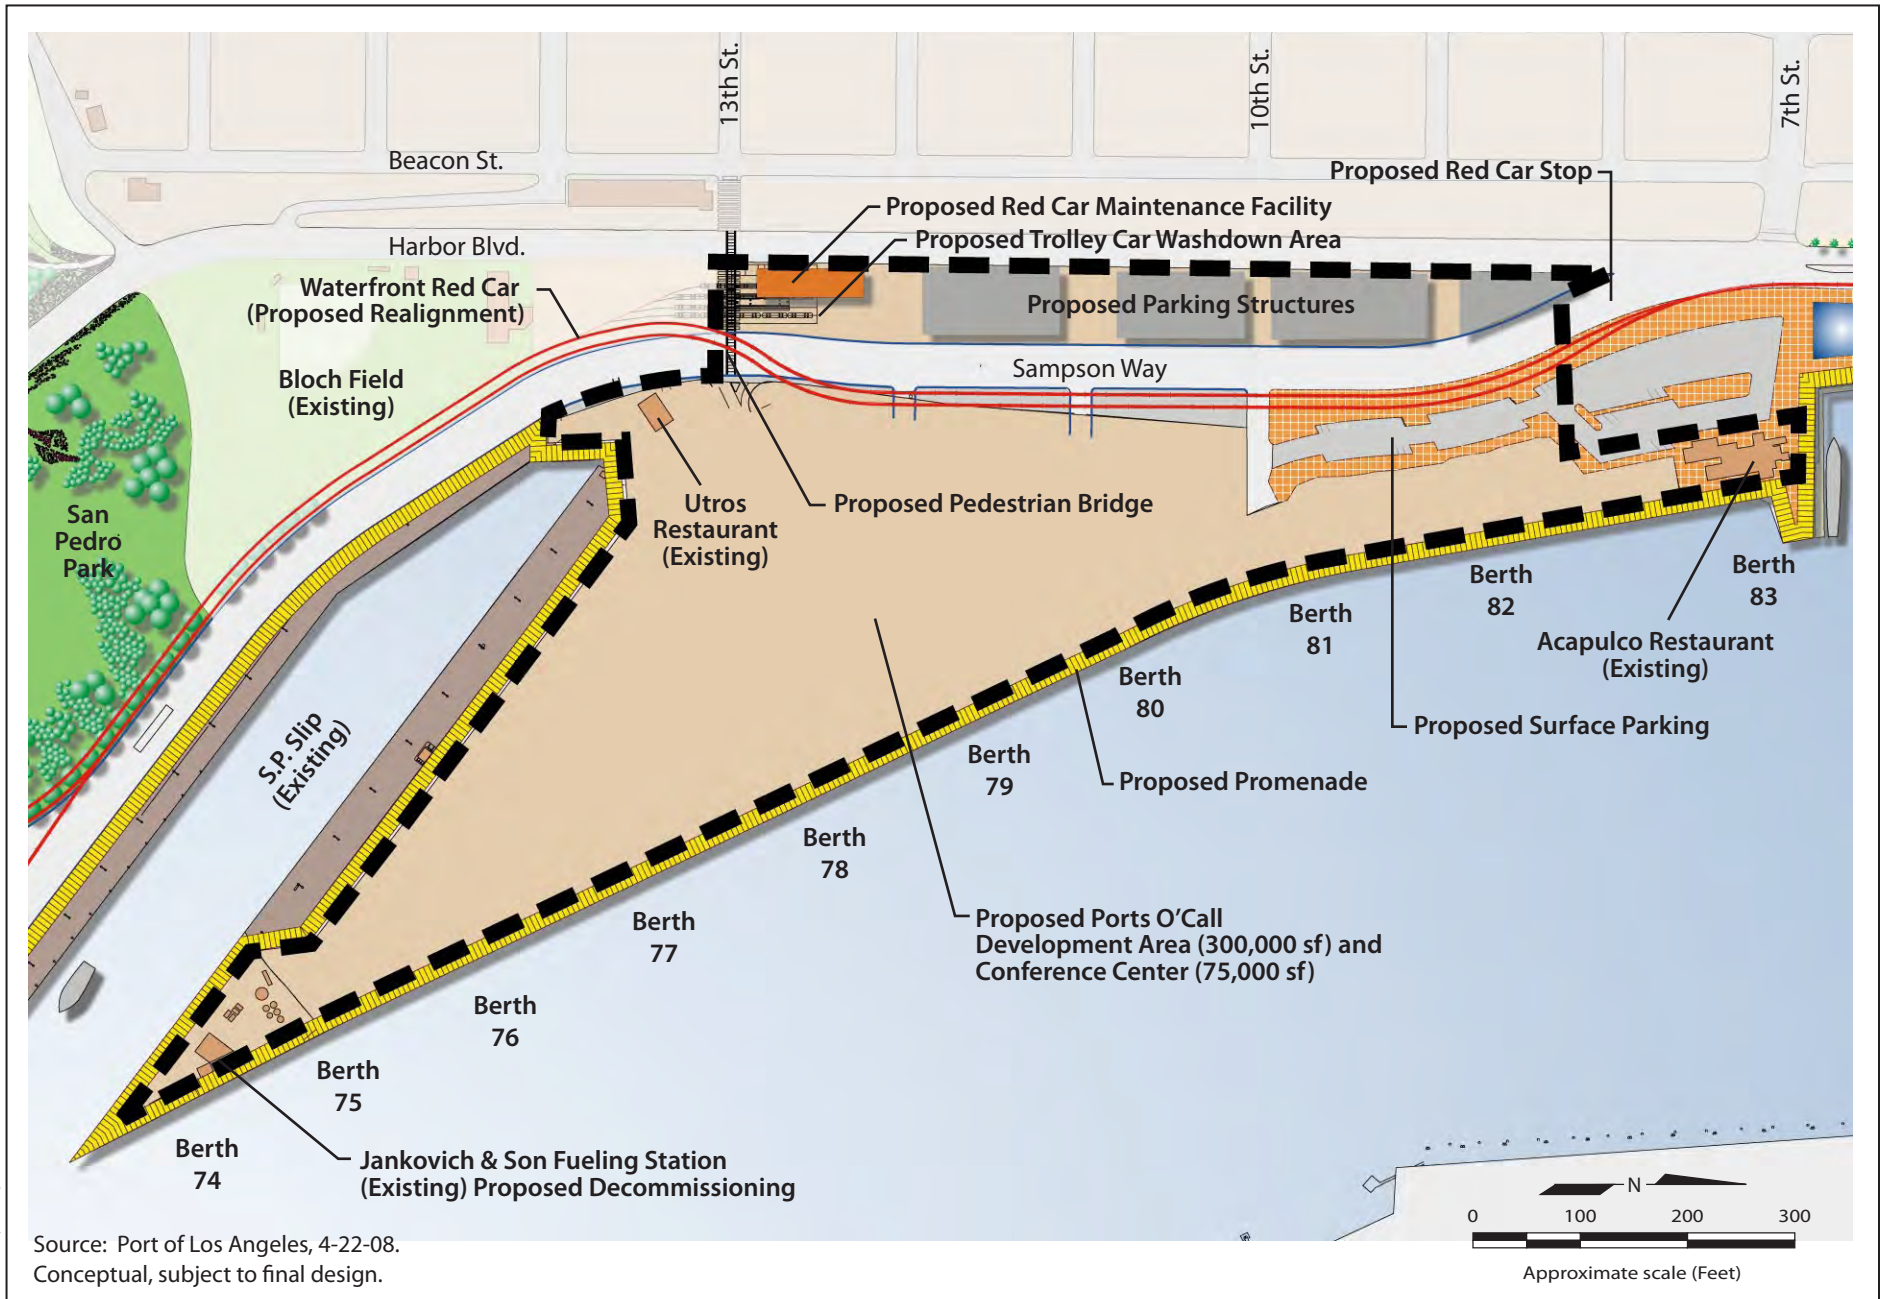 13th St.
10th St.
7th St.
Beacon St.
Proposed Red Car Stop
Proposed Red Car Maintenance Facility
Harbor Blvd.
Proposed Trolley Car Washdown Area
Waterfront Red Car
(Proposed Realignment)
Proposed Parking Structures
Bloch Field
(Existing)
Sampson Way
San
Pedro
Park
Utros
Restaurant
(Existing)
Proposed Pedestrian Bridge
Berth
83
Berth
82
Berth
81
Acapulco Restaurant
(Existing)
Berth
80
S.P. Slip
(Existing)
Proposed Surface Parking
Berth
79
Proposed Promenade
Berth
78
Berth
77
Proposed Ports O'Call
Development Area (300,000 sf) and
Conference Center (75,000 sf)
Berth
76
Berth
75
Berth
74
Jankovich & Son Fueling Station
(Existing) Proposed Decommissioning
N
0 100 200 300
Approximate scale (Feet)
Source: Port of Los Angeles, 4-22-08.
Conceptual, subject to final design.